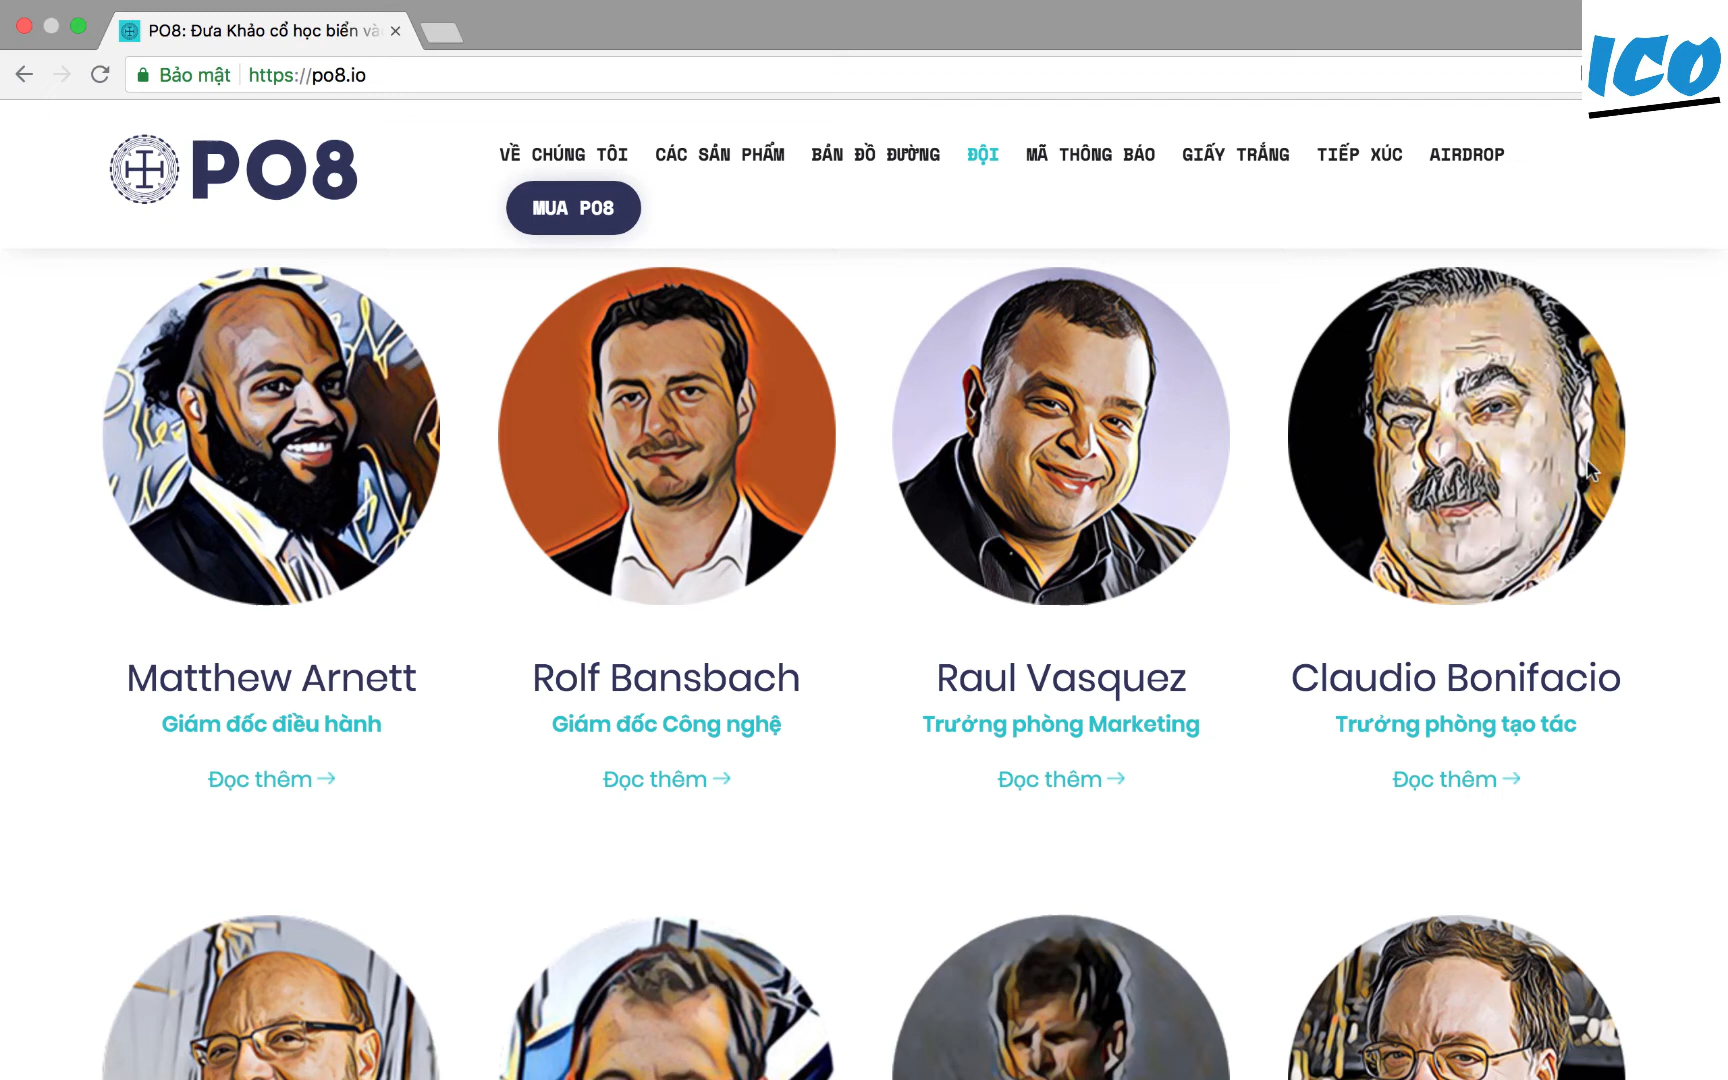 PO8: Đưa Khảo cổ học biển và
Bảo mật https://po8.io
ICO
PO8
VỀ CHÚNG TÔI CÁC SẢN PHẨM BẢN ĐỒ ĐƯỜNG ĐỘI MÃ THÔNG BÁO GIẤY TRẮNG TIẾP XÚC AIRDROP
MUA PO8
Matthew Arnett
Giám đốc điều hành
Đọc thêm →
Rolf Bansbach
Giám đốc Công nghệ
Đọc thêm →
Raul Vasquez
Trưởng phòng Marketing
Đọc thêm →
Claudio Bonifacio
Trưởng phòng tạo tác
Đọc thêm →